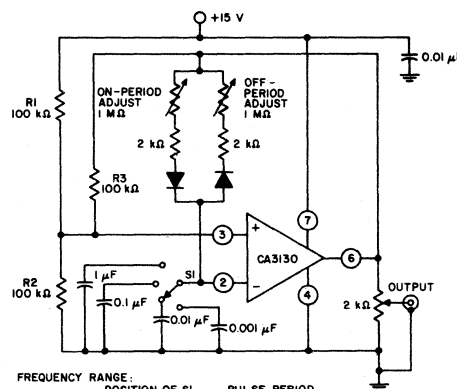 +15 V
0.01 μF
ON-PERIOD
ADJUST
1 MΩ
OFF-
PERIOD
ADJUST
1 MΩ
R1
100 kΩ
2 kΩ
2 kΩ
R3
100 kΩ
3
+
7
CA3130
6
2
−
4
R2
100 kΩ
1 μF
S1
0.1 μF
0.01 μF
0.001 μF
OUTPUT
2 kΩ
FREQUENCY RANGE:
POSITION OF S1 PULSE PERIOD